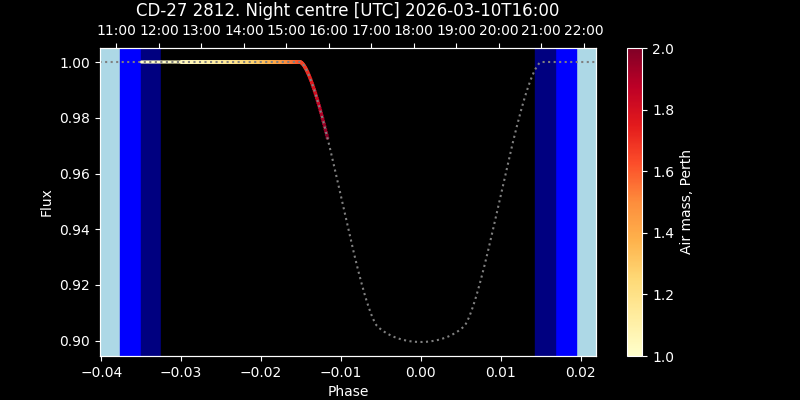 CD-27 2812. Night centre [UTC] 2026-03-10T16:00
11:00 12:00 13:00 14:00 15:00 16:00 17:00 18:00 19:00 20:00 21:00 22:00
1.00
0.98
0.96
0.94
0.92
0.90
Flux
−0.04 −0.03 −0.02 −0.01 0.00 0.01 0.02
Phase
2.0
1.8
1.6
1.4
1.2
1.0
Air mass, Perth